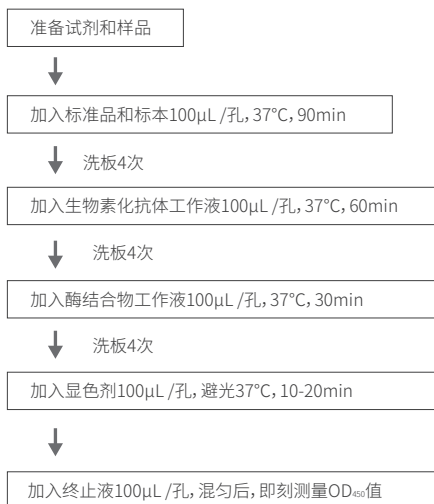 准备试剂和样品
加入标准品和标本100μL /孔，37°C，90min
洗板4次
加入生物素化抗体工作液100μL /孔，37°C，60min
洗板4次
加入酶结合物工作液100μL /孔，37°C，30min
洗板4次
加入显色剂100μL /孔，避光37°C，10-20min
加入终止液100μL /孔，混匀后，即刻测量OD₄₅₀值